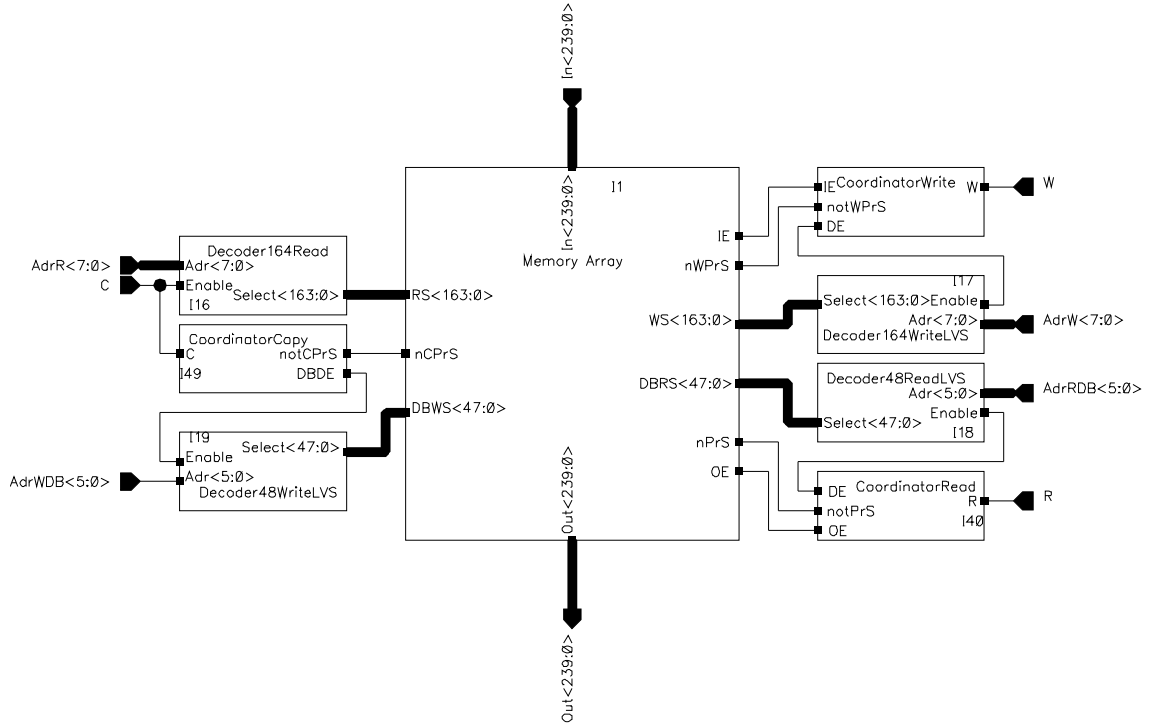 In<239:0>
In<239:0>
I1
Memory Array
AdrR<7:0>
C
Decoder164Read
Adr<7:0>
Enable
Select<163:0>
I16
RS<163:0>
CoordinatorCopy
C
notCPrS
DBDE
I49
nCPrS
DBWS<47:0>
I19
Select<47:0>
Enable
Adr<5:0>
Decoder48WriteLVS
AdrWDB<5:0>
IE
nWPrS
WS<163:0>
DBRS<47:0>
nPrS
OE
IE
CoordinatorWrite
W
W
notWPrS
DE
I17
Select<163:0>
Enable
Adr<7:0>
AdrW<7:0>
Decoder164WriteLVS
Decoder48ReadLVS
Adr<5:0>
AdrRDB<5:0>
Enable
Select<47:0>
I18
DE
CoordinatorRead
R
R
notPrS
I40
OE
Out<239:0>
Out<239:0>